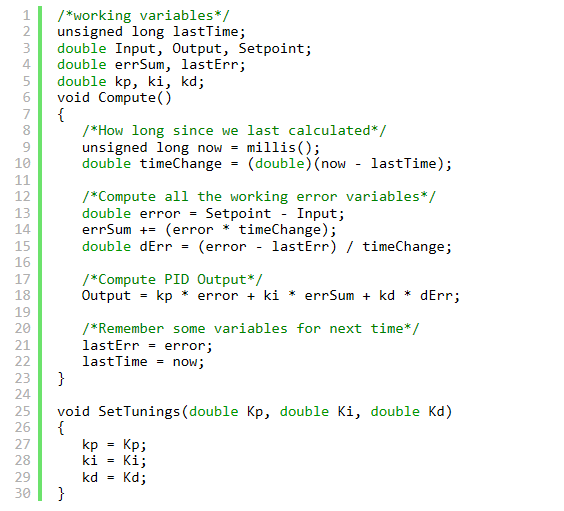 1 /*working variables*/
2 unsigned long lastTime;
3 double Input, Output, Setpoint;
4 double errSum, lastErr;
5 double kp, ki, kd;
6 void Compute()
7 {
8    /*How long since we last calculated*/
9    unsigned long now = millis();
10    double timeChange = (double)(now - lastTime);
11
12    /*Compute all the working error variables*/
13    double error = Setpoint - Input;
14    errSum += (error * timeChange);
15    double dErr = (error - lastErr) / timeChange;
16
17    /*Compute PID Output*/
18    Output = kp * error + ki * errSum + kd * dErr;
19
20    /*Remember some variables for next time*/
21    lastErr = error;
22    lastTime = now;
23 }
24
25 void SetTunings(double Kp, double Ki, double Kd)
26 {
27    kp = Kp;
28    ki = Ki;
29    kd = Kd;
30 }